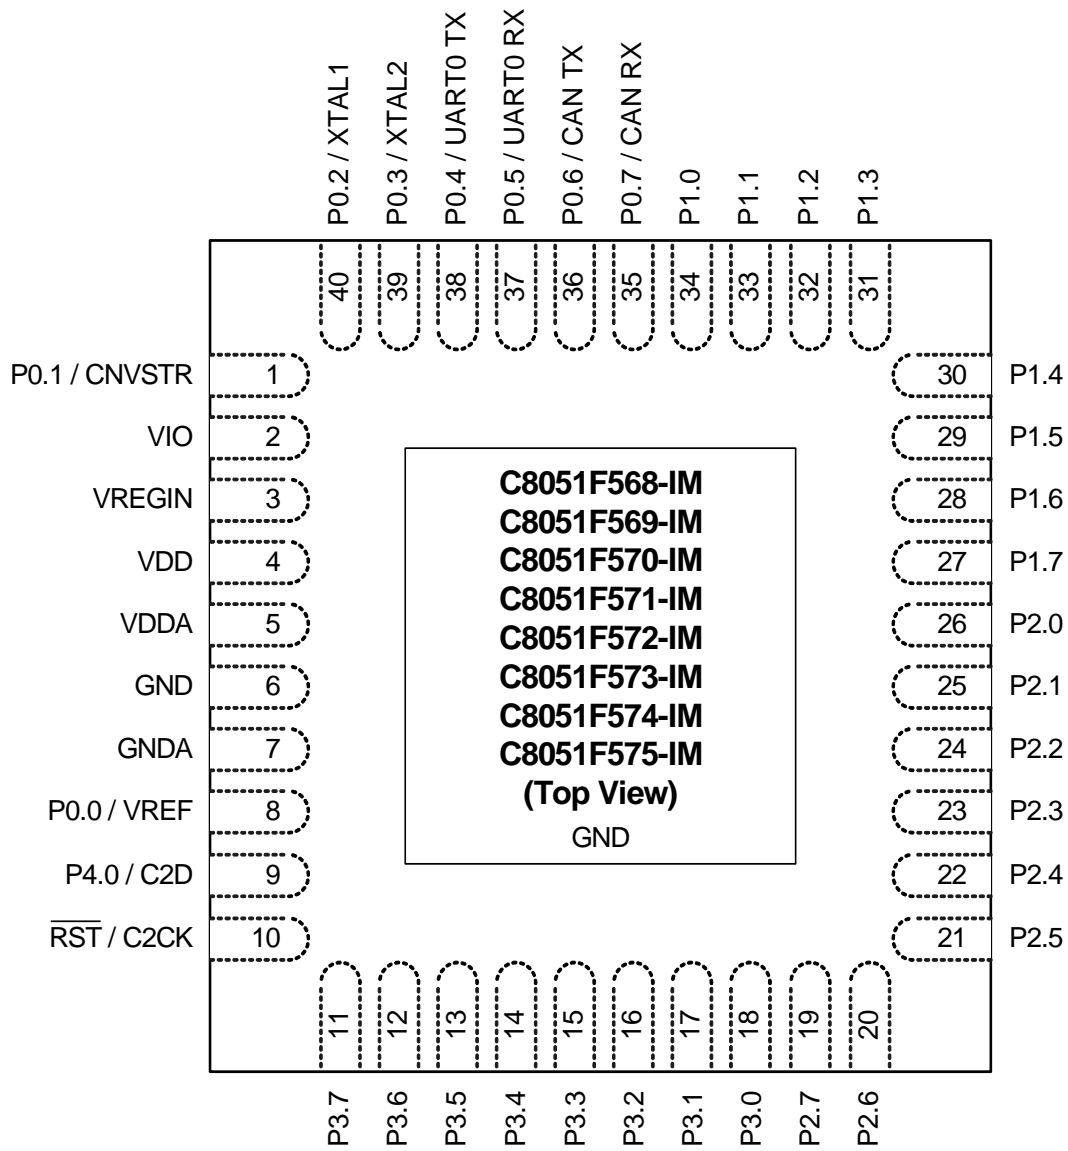 P0.2 / XTAL1
P0.3 / XTAL2
P0.4 / UART0 TX
P0.5 / UART0 RX
P0.6 / CAN TX
P0.7 / CAN RX
P1.0
P1.1
P1.2
P1.3
40
39
38
37
36
35
34
33
32
31
P0.1 / CNVSTR 1
VIO 2
VREGIN 3
VDD 4
VDDA 5
GND 6
GNDA 7
P0.0 / VREF 8
P4.0 / C2D 9
R̅S̅T̅ / C2CK 10
C8051F568-IM
C8051F569-IM
C8051F570-IM
C8051F571-IM
C8051F572-IM
C8051F573-IM
C8051F574-IM
C8051F575-IM
(Top View)
GND
30 P1.4
29 P1.5
28 P1.6
27 P1.7
26 P2.0
25 P2.1
24 P2.2
23 P2.3
22 P2.4
21 P2.5
11
12
13
14
15
16
17
18
19
20
P3.7
P3.6
P3.5
P3.4
P3.3
P3.2
P3.1
P3.0
P2.7
P2.6